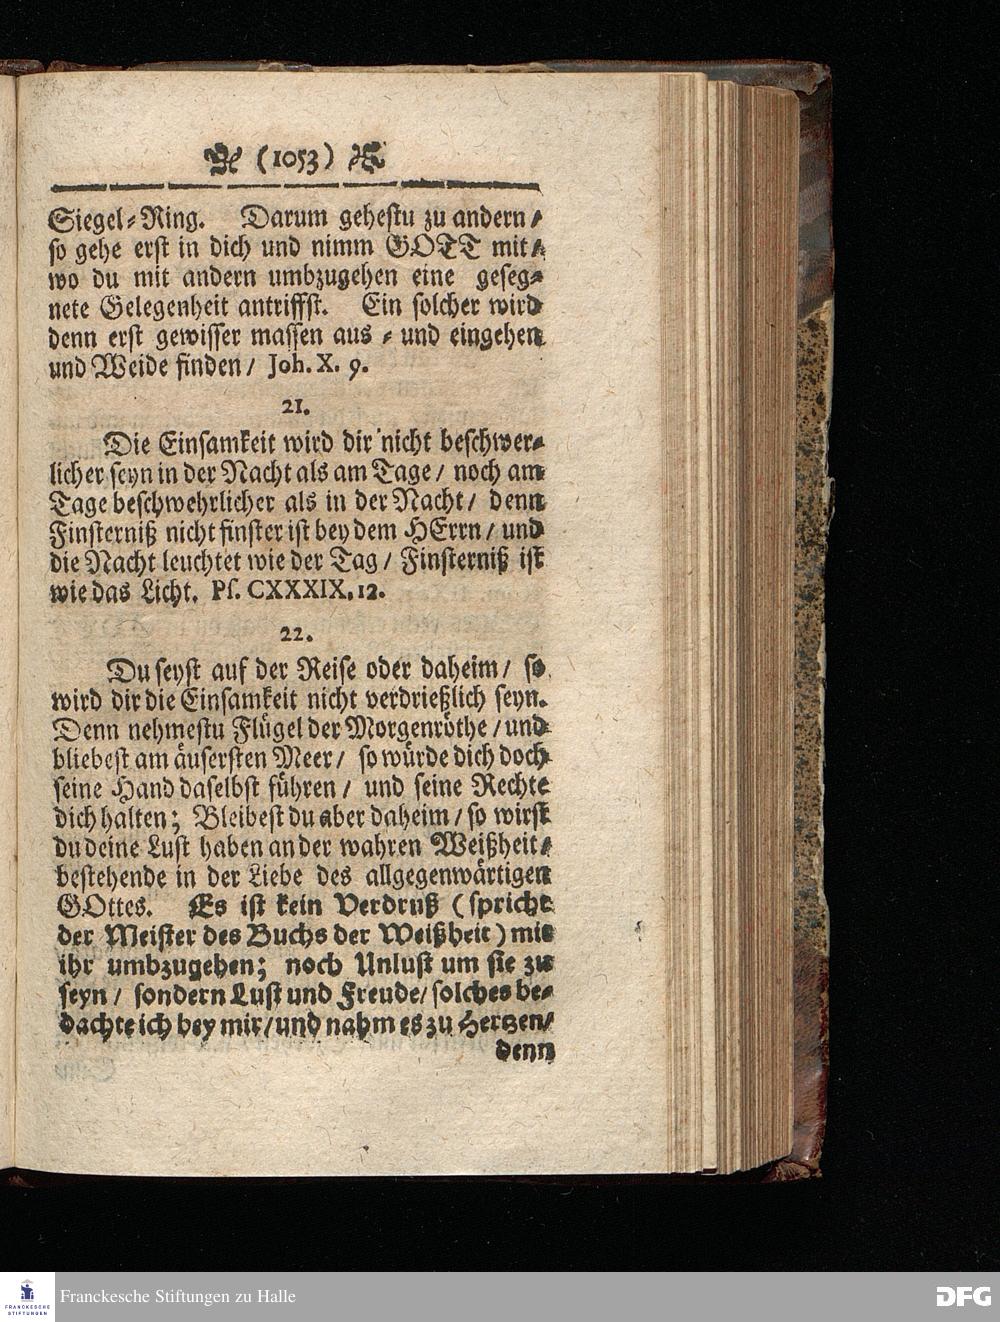 (1053)
Siegel-Ring. Darum gehestu zu andern/
so gehe erst in dich und nimm GOTT mit/
wo du mit andern umbzugehen eine geseg-
nete Gelegenheit antriffst. Ein solcher wird
denn erst gewisser massen aus- und eingehen
und Weide finden/ Joh. X. 9.
21.
Die Einsamkeit wird dir nicht beschwer-
licher seyn in der Nacht als am Tage/ noch am
Tage beschwehrlicher als in der Nacht/ denn
Finsterniß nicht finster ist bey dem HErrn/ und
die Nacht leuchtet wie der Tag/ Finsterniß ist
wie das Licht. Ps. CXXXIX, 12.
22.
Du seyst auf der Reise oder daheim/ so
wird dir die Einsamkeit nicht verdrießlich seyn.
Denn nehmestu Flügel der Morgenröthe/ und
bliebest am äusersten Meer/ so würde dich doch
seine Hand daselbst führen/ und seine Rechte
dich halten; Bleibest du aber daheim/ so wirst
du deine Lust haben an der wahren Weißheit/
bestehende in der Liebe des allgegenwärtigen
GOttes. Es ist kein Verdruß (spricht
der Meister des Buchs der Weißheit) mit
ihr umbzugehen; noch Unlust um sie zu
seyn/ sondern Lust und Freude/ solches be-
dachte ich bey mir/ und nahm es zu Hertzen/
denn
FRANCKESCHE
STIFTUNGEN
Franckesche Stiftungen zu Halle
DFG